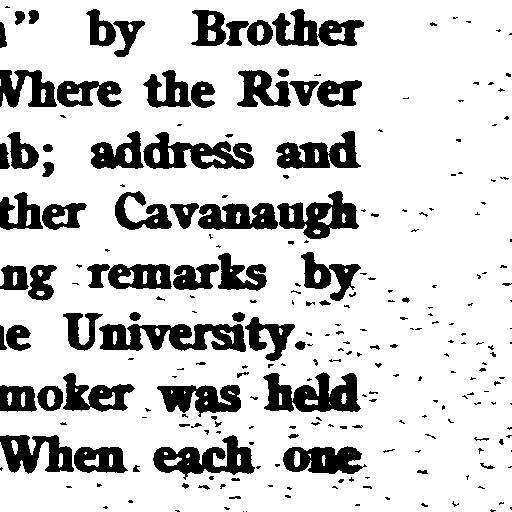 " by Brother
Where the River
ub; address and
ther Cavanaugh
ng remarks by
e University.
moker was held
When each one